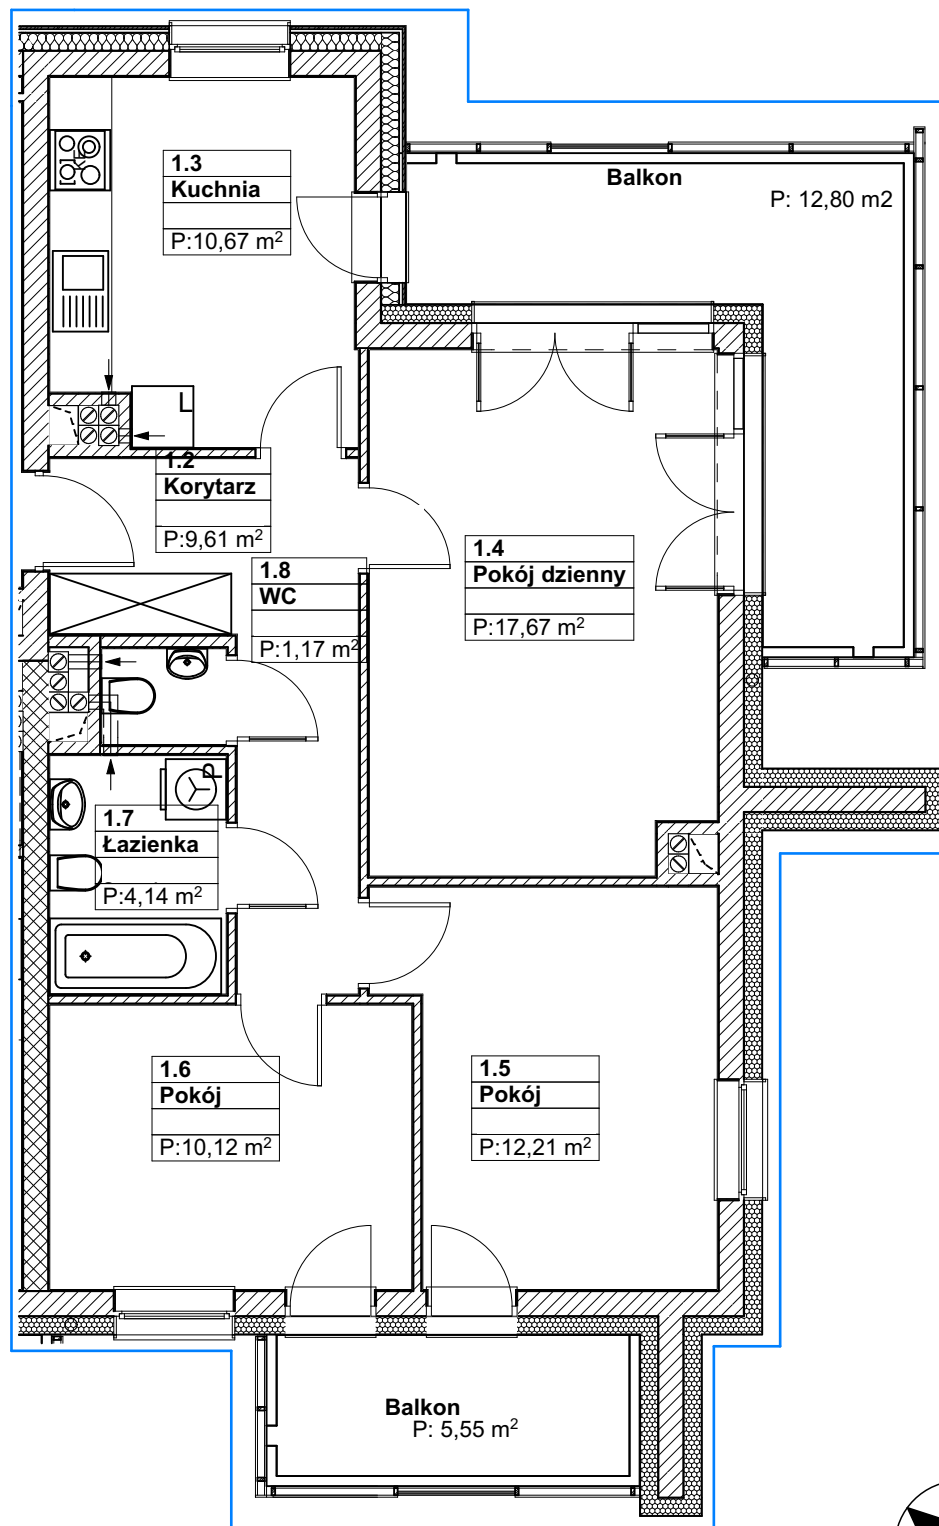 1.3
Kuchnia
P:10,67 m²
Balkon
P: 12,80 m2
L
1.2
Korytarz
P:9,61 m²
1.4
Pokój dzienny
P:17,67 m²
1.8
WC
P:1,17 m²
P
1.7
Łazienka
P:4,14 m²
1.6
Pokój
P:10,12 m²
1.5
Pokój
P:12,21 m²
Balkon
P: 5,55 m²